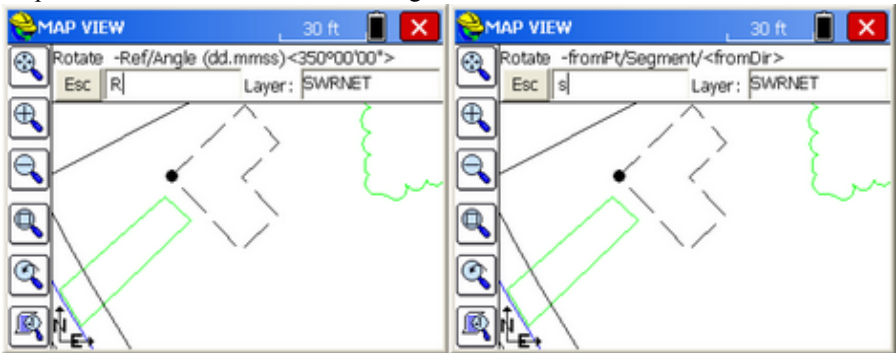 MAP VIEW 30 ft
Rotate -Ref/Angle (dd.mmss)<350°00'00">
Esc R Layer: SWRNET
N
E
MAP VIEW 30 ft
Rotate -fromPt/Segment/<fromDir>
Esc s Layer: SWRNET
N
E